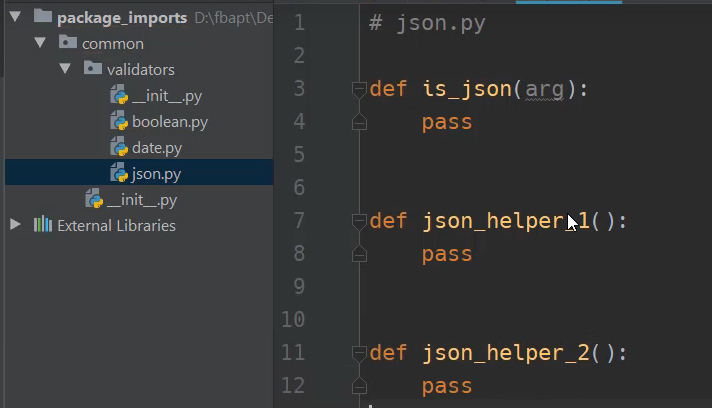 package_imports D:\fbapt\De
common
validators
__init__.py
boolean.py
date.py
json.py
__init__.py
External Libraries
1 # json.py
2
3 def is_json(arg):
4 pass
5
6
7 def json_helper_1():
8 pass
9
10
11 def json_helper_2():
12 pass